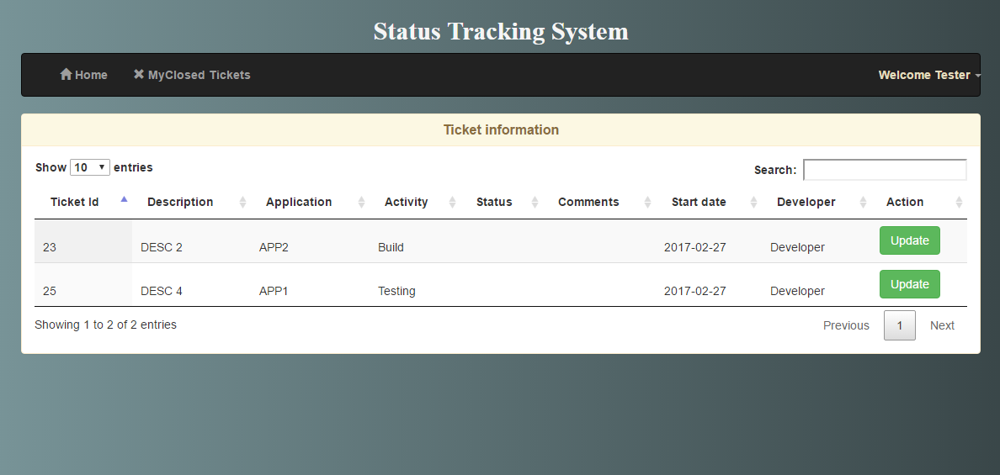 Status Tracking System
Home MyClosed Tickets Welcome Tester
Ticket information
Show 10 entries Search:
Ticket Id Description Application Activity Status Comments Start date Developer Action
23 DESC 2 APP2 Build 2017-02-27 Developer Update
25 DESC 4 APP1 Testing 2017-02-27 Developer Update
Showing 1 to 2 of 2 entries Previous 1 Next